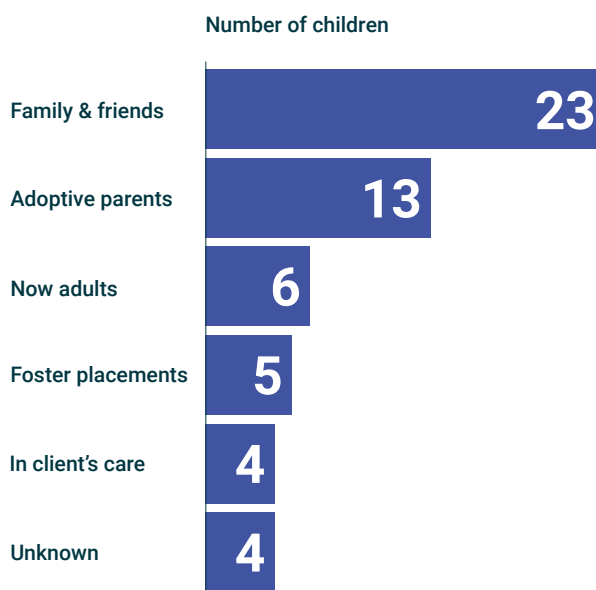 Number of children
Family & friends 23
Adoptive parents 13
Now adults 6
Foster placements 5
In client’s care 4
Unknown 4